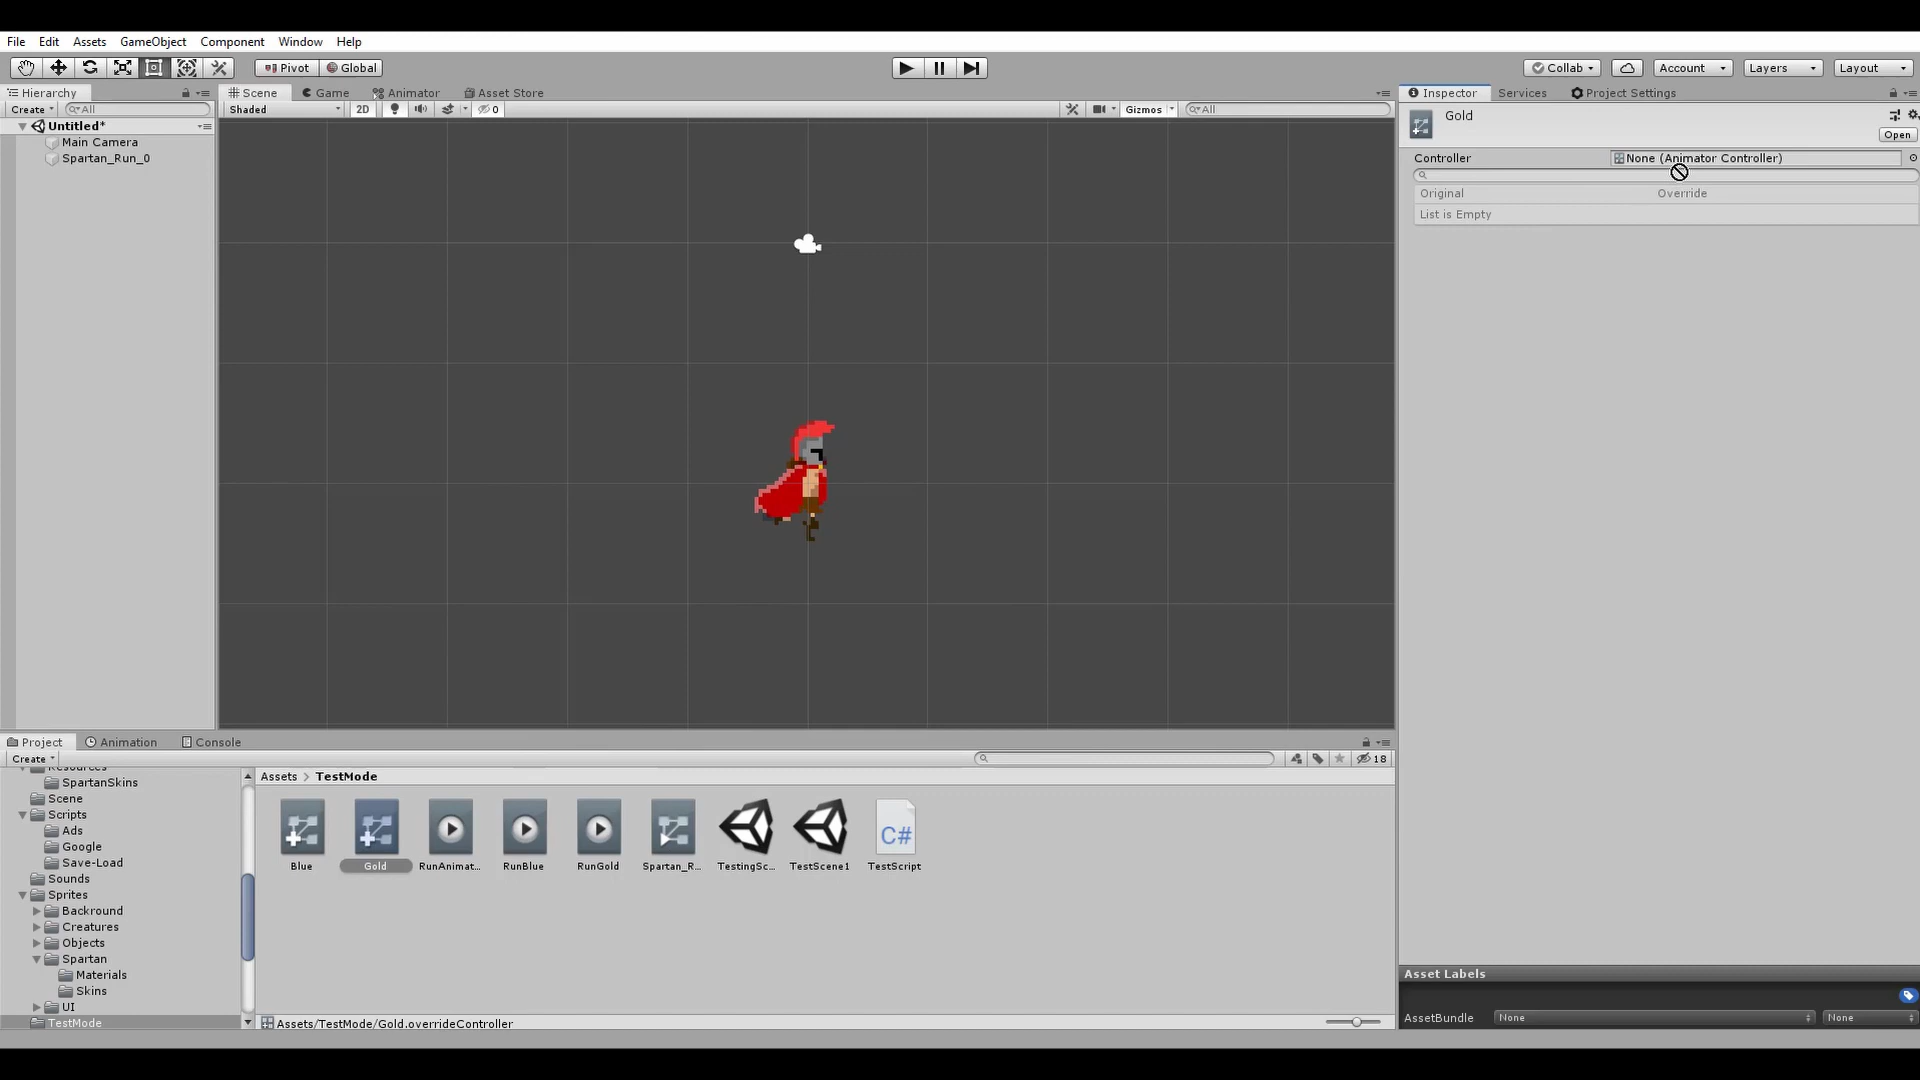 File Edit Assets GameObject Component Window Help
Pivot Global Collab Account Layers Layout
Hierarchy Scene Game Animator Asset Store Inspector Services Project Settings
Create All Shaded 2D 0 Gizmos All
Gold
Open
Untitled*
Main Camera
Spartan_Run_0
Controller None (Animator Controller)
Original Override
List is Empty
Project Animation Console
Create 18
Assets > TestMode
Resources
SpartanSkins
Scene
Scripts
Ads
Google
Save-Load
Sounds
Sprites
Backround
Creatures
Objects
Spartan
Materials
Skins
UI
TestMode
Blue Gold RunAnimat... RunBlue RunGold Spartan_R... TestingSc... TestScene1 TestScript
C#
Assets/TestMode/Gold.overrideController
Asset Labels
AssetBundle None None